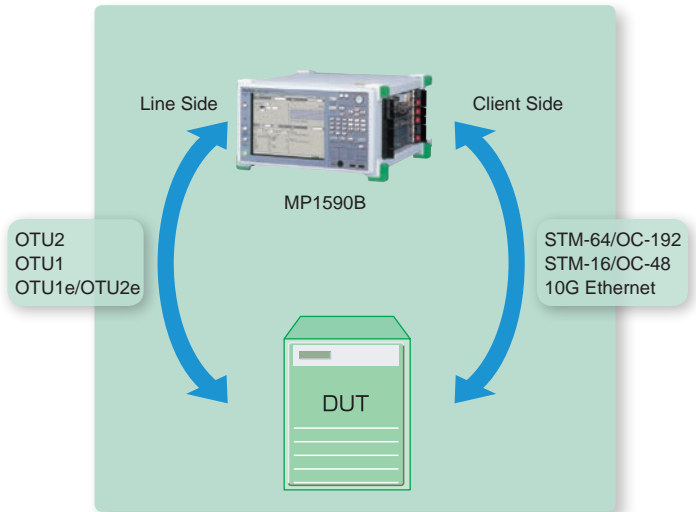 Line Side
Client Side
MP1590B
OTU2
OTU1
OTU1e/OTU2e
STM-64/OC-192
STM-16/OC-48
10G Ethernet
DUT